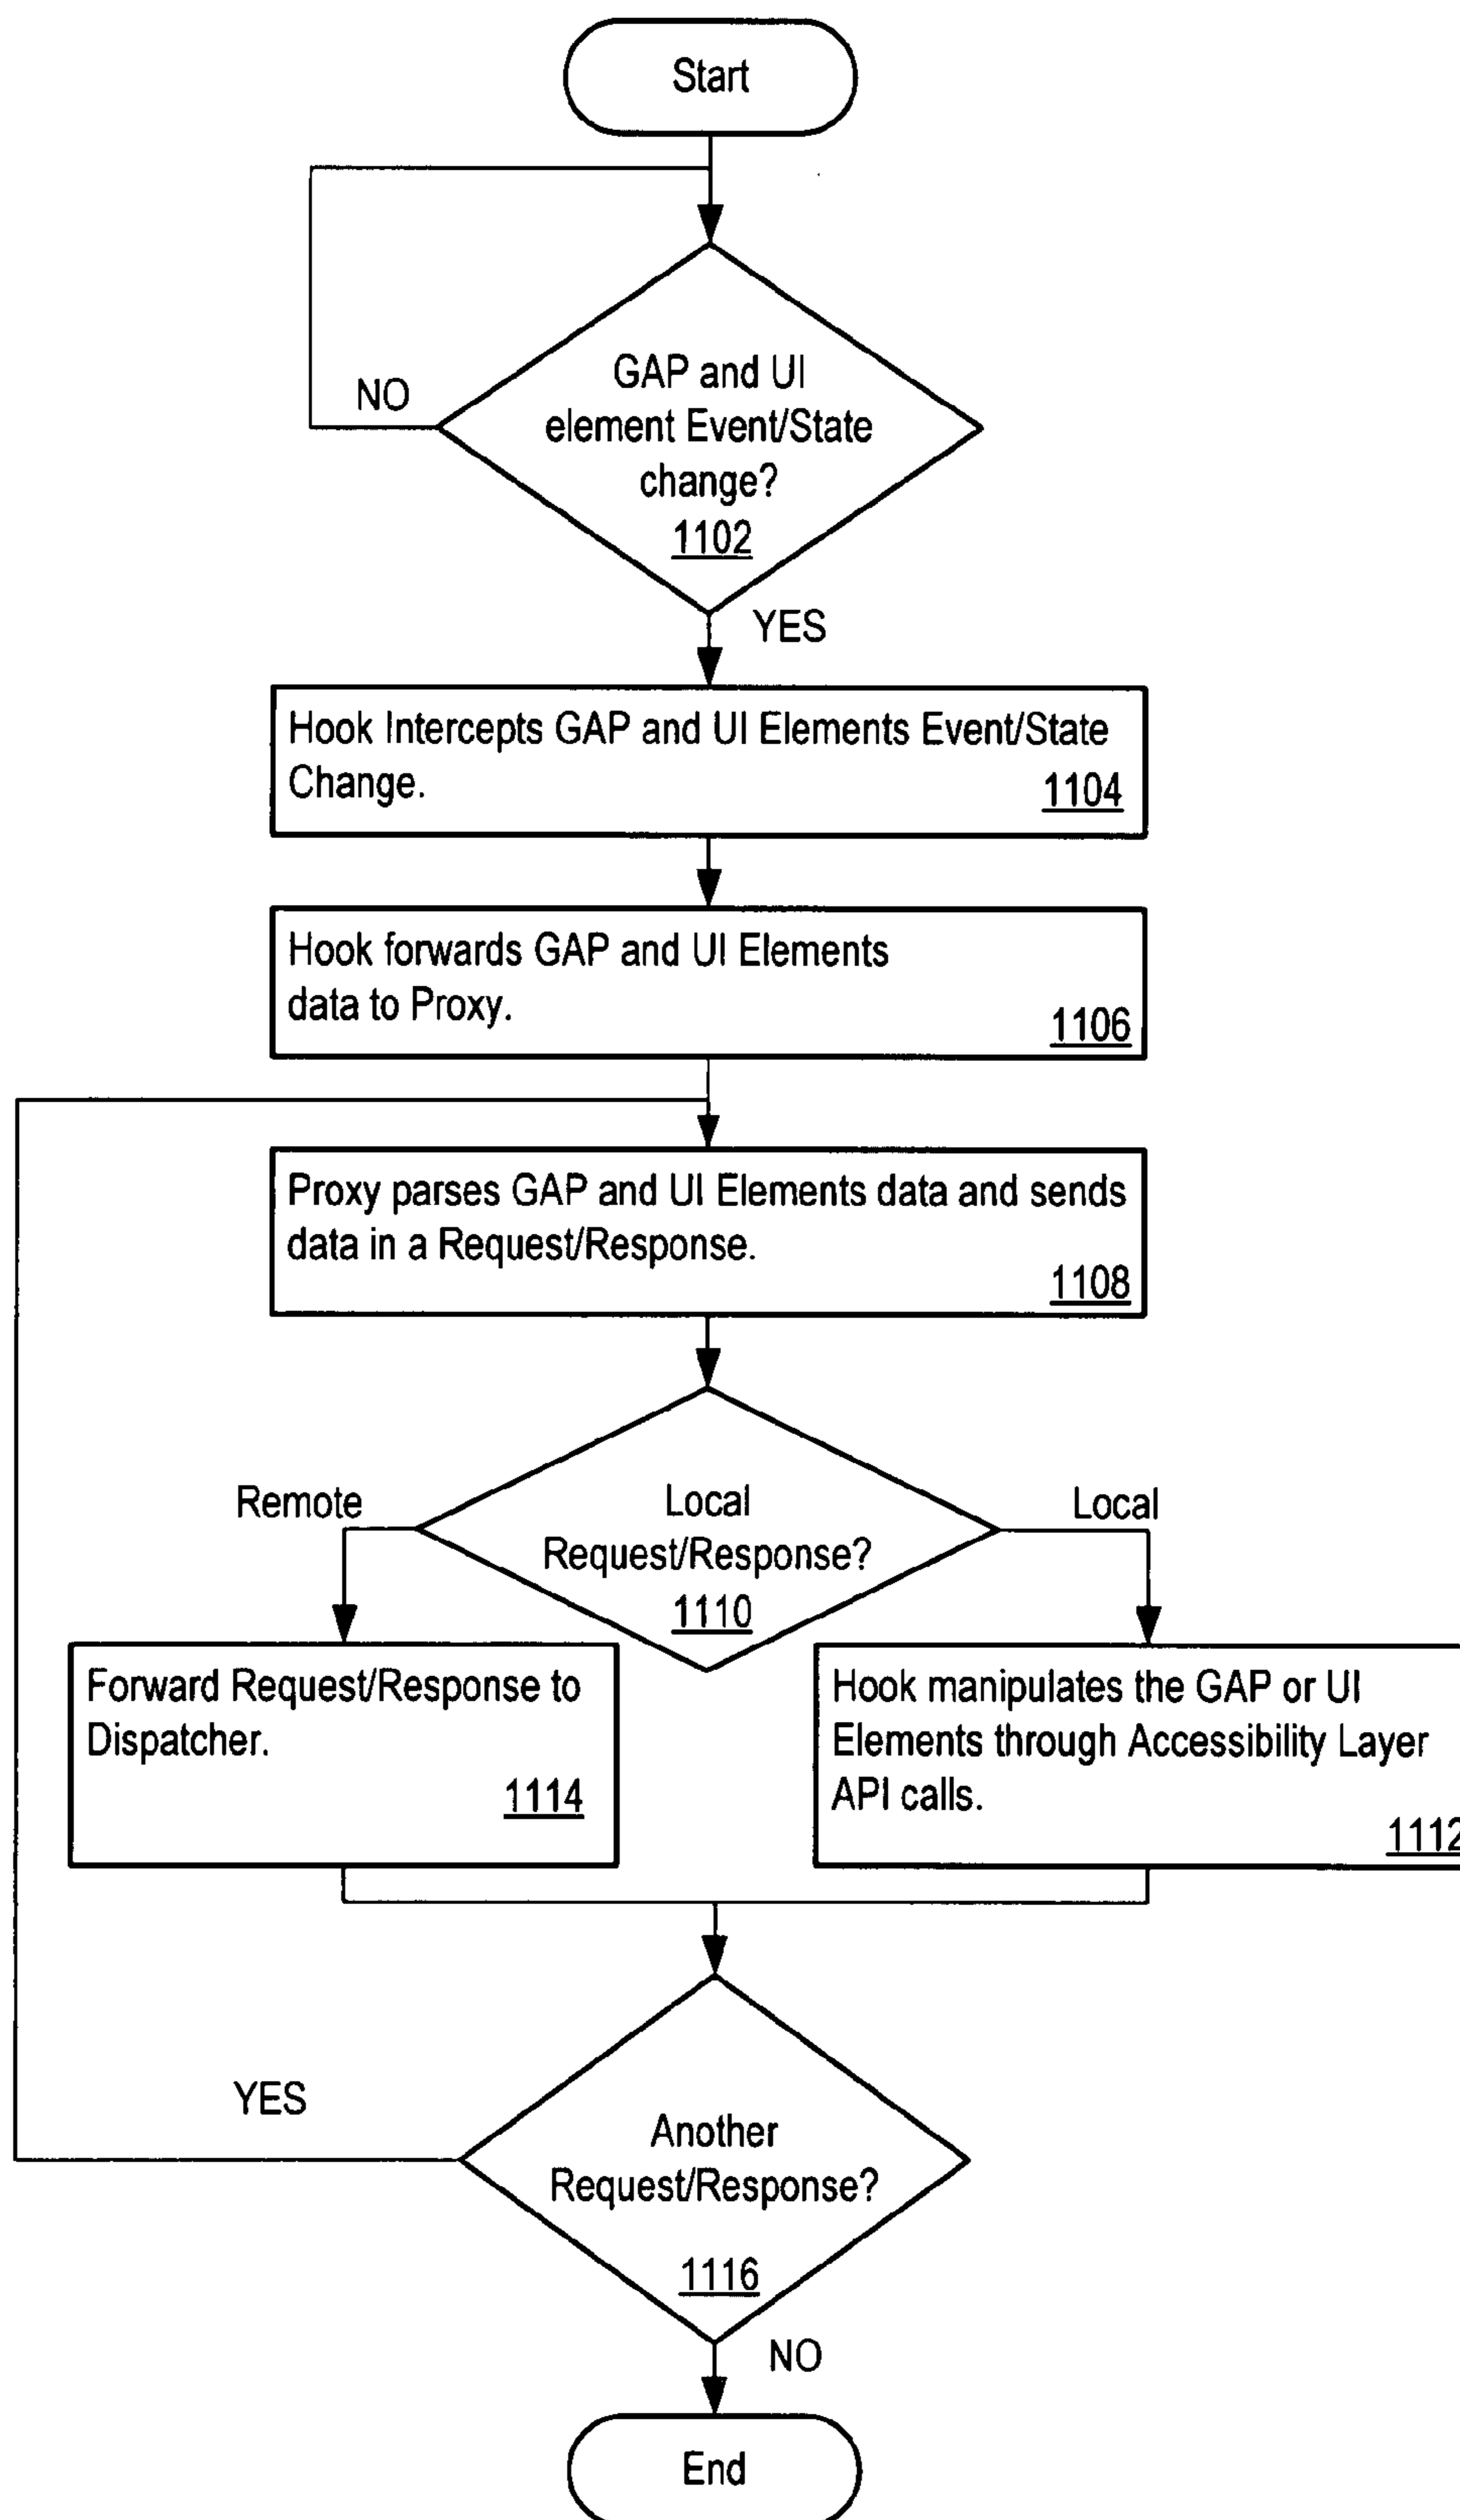 Start
GAP and UI
element Event/State
change?
1102
NO
YES
Hook Intercepts GAP and UI Elements Event/State
Change.
1104
Hook forwards GAP and UI Elements
data to Proxy.
1106
Proxy parses GAP and UI Elements data and sends
data in a Request/Response.
1108
Remote
Local
Request/Response?
1110
Local
Forward Request/Response to
Dispatcher.
1114
Hook manipulates the GAP or UI
Elements through Accessibility Layer
API calls.
1112
YES
Another
Request/Response?
1116
NO
End